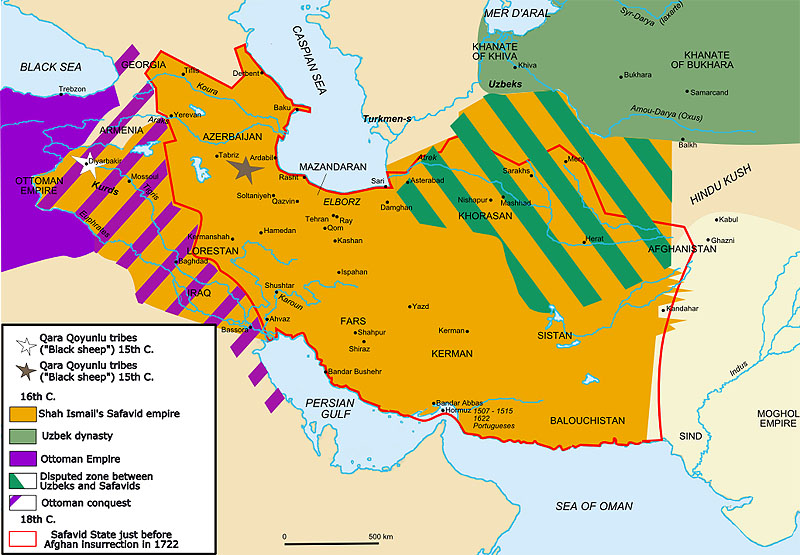 MER D'ARAL
Syr-Darya (Iaxarte)
KHANATE
OF KHIVA
KHANATE
OF BUKHARA
Khiva
Bukhara
Samarcand
Uzbeks
Amou-Darya (Oxus)
Balkh
BLACK SEA
CASPIAN SEA
GEORGIA
Tiflis
Derbent
Trebzon
Koura
Baku
Turkmen-s
Yerevan
Araks
ARMENIA
AZERBAIJAN
Tabriz
Ardabil
Diyarbakir
Mossoul
OTTOMAN
EMPIRE
Kurds
Tigris
Euphrates
MAZANDARAN
Rasht
Sari
Atrok
Asterabad
Sarakhs
Merv
HINDU KUSH
Soltaniyeh
Qazvin
ELBORZ
Damghan
Nishapur
Mashhad
KHORASAN
Tehran
Ray
Qom
Kashan
Hamedan
Kermanshah
LORESTAN
Baghdad
Herat
AFGHANISTAN
Kabul
Ghazni
Ispahan
Shushtar
Karoun
IRAQ
Ahvaz
Bassora
Yazd
Kandahar
FARS
Shahpur
Shiraz
Kerman
KERMAN
SISTAN
Indus
Bandar Bushehr
PERSIAN
GULF
Bandar Abbas
Hormuz
1507 - 1515
1622
Portugueses
BALOUCHISTAN
SIND
MOGHOL
EMPIRE
SEA OF OMAN
0
500 km
Qara Qoyunlu tribes
("Black sheep") 15th C.
Qara Qoyunlu tribes
("Black sheep") 15th C.
16th C.
Shah Ismail's Safavid empire
Uzbek dynasty
Ottoman Empire
Disputed zone between
Uzbeks and Safavids
Ottoman conquest
18th C.
Safavid State just before
Afghan insurrection in 1722